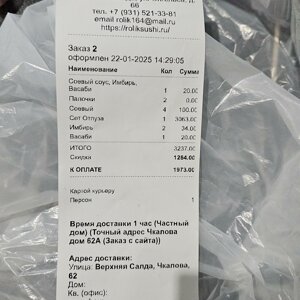 66
тел. +7 (931) 521-33-81
email rolik164@mail.ru
https://roliksushi.ru/
Заказ 2
оформлен 22-01-2025 14:29:05
Наименование Кол Сумма
Соевый соус, Имбирь, Васаби 1 20.00
Палочки 2 0.00
Соевый 4 100.00
Сет Отпуза 1 3063.00
Имбирь 2 34.00
Васаби 1 20.00
ИТОГО 3237.00
Скидки 1264.00
К ОПЛАТЕ 1973.00
Картой курьеру
Персон 1
Время доставки 1 час (Частный
дом) (Точный адрес Чкалова
дом 62А (Заказ с сайта))
Адрес доставки:
Улица: Верхняя Салда, Чкалова,
62
Дом:
Кв. (офис):